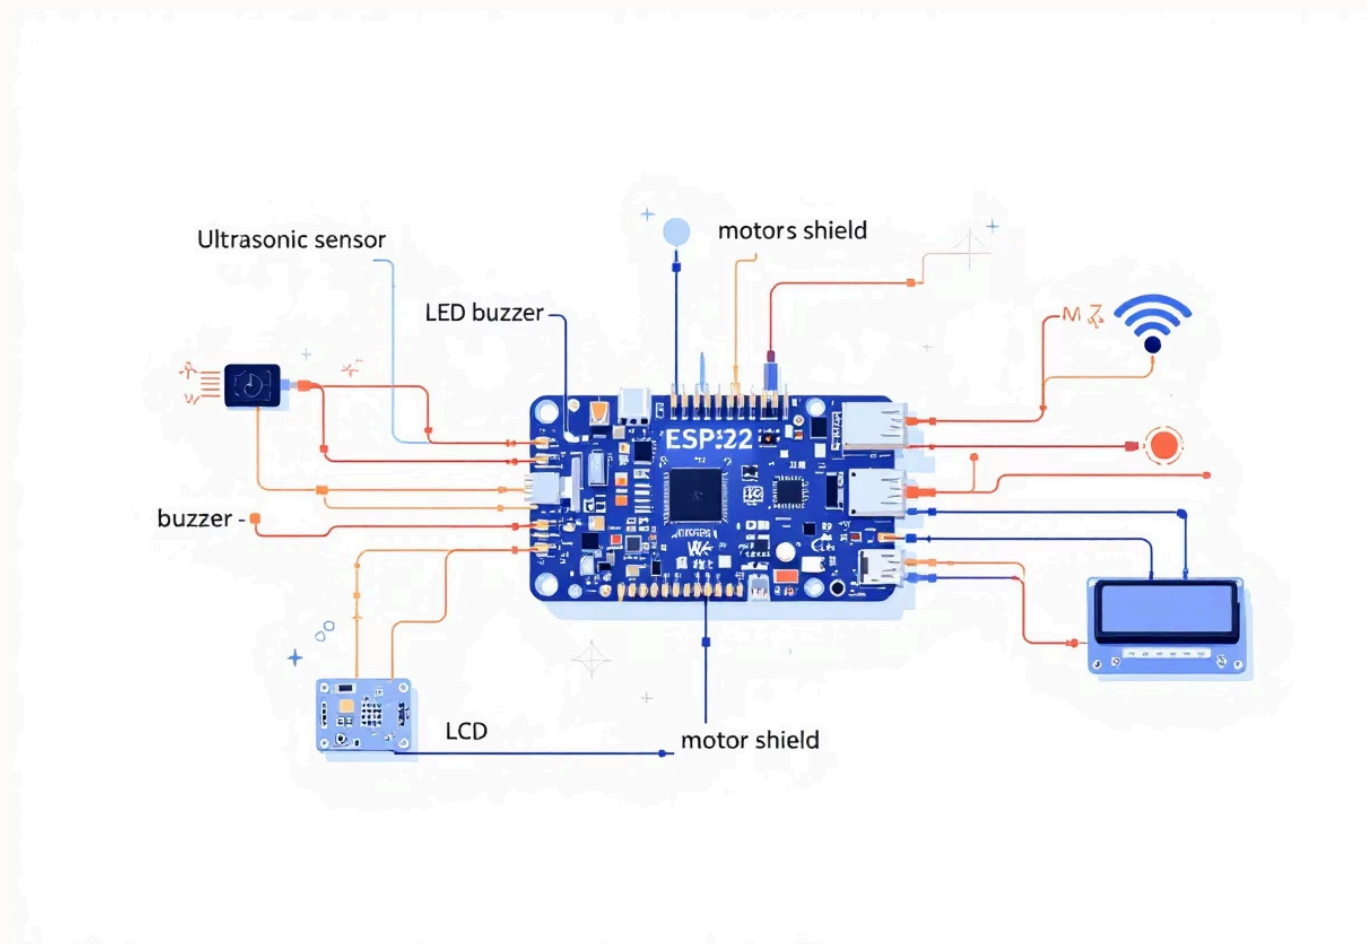 Ultrasonic sensor
motors shield
LED buzzer
M
ESP:22
buzzer -
LCD
motor shield